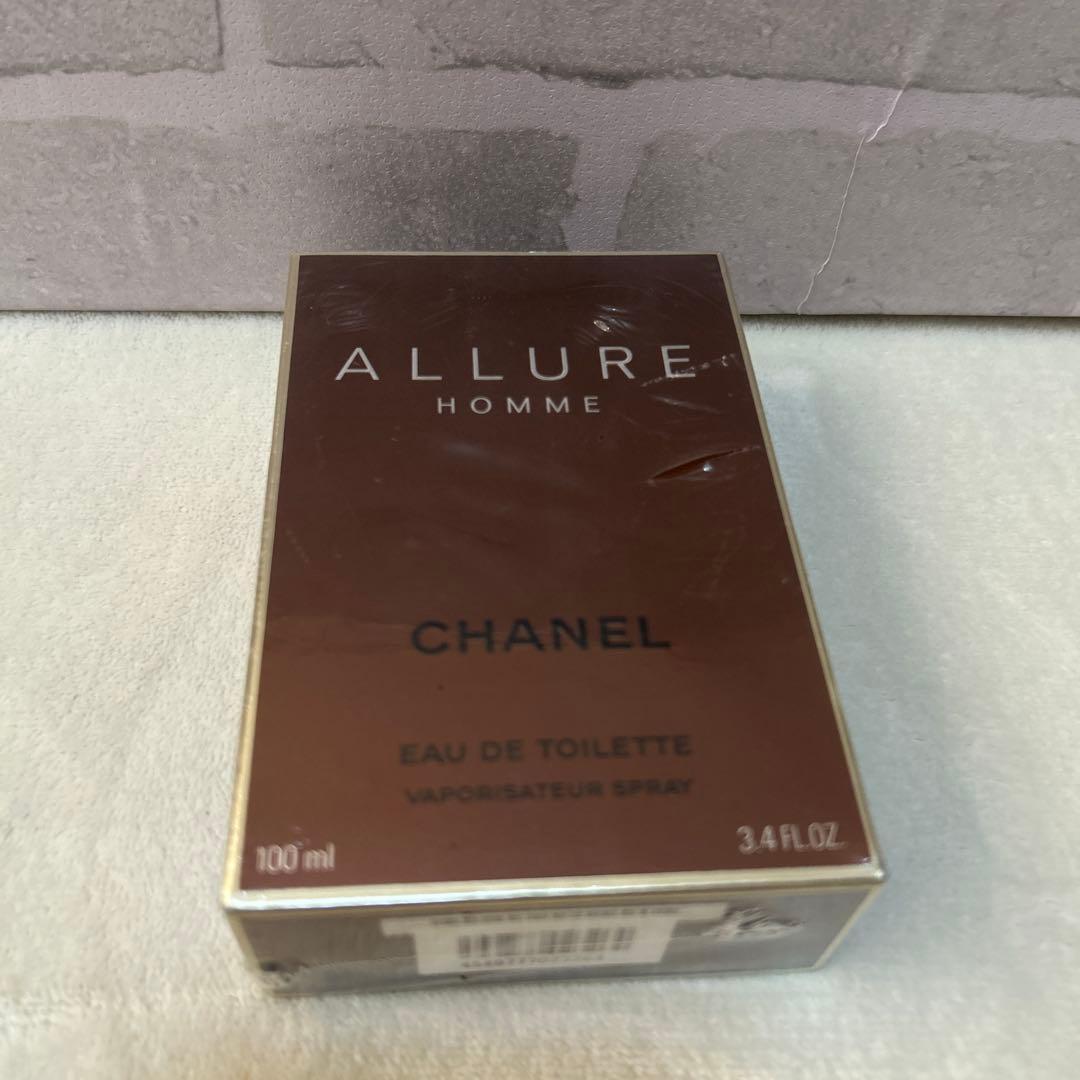 ALLURE
HOMME
CHANEL
EAU DE TOILETTE
VAPORISATEUR SPRAY
100 ml
3.4 FL.OZ.